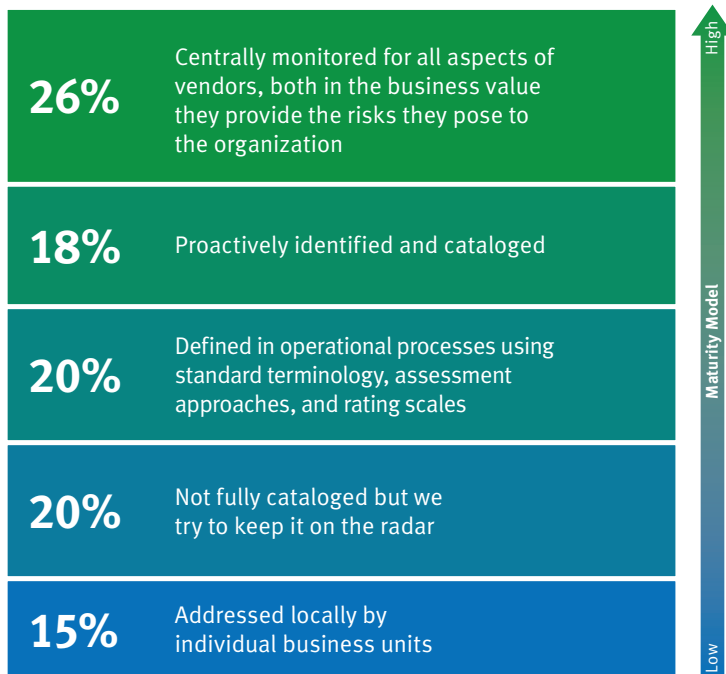 26%
Centrally monitored for all aspects of
vendors, both in the business value
they provide the risks they pose to
the organization
18%
Proactively identified and cataloged
20%
Defined in operational processes using
standard terminology, assessment
approaches, and rating scales
20%
Not fully cataloged but we
try to keep it on the radar
15%
Addressed locally by
individual business units
High
Maturity Model
Low